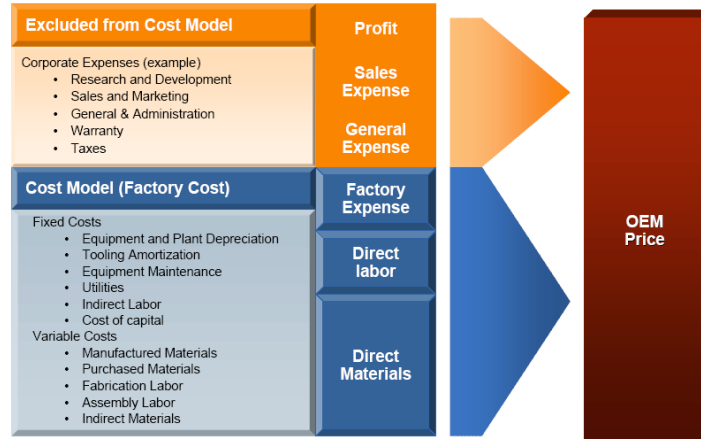 Excluded from Cost Model
Profit
Corporate Expenses (example)
• Research and Development
• Sales and Marketing
• General & Administration
• Warranty
• Taxes
Sales
Expense
General
Expense
Cost Model (Factory Cost)
Factory
Expense
Fixed Costs
• Equipment and Plant Depreciation
• Tooling Amortization
• Equipment Maintenance
• Utilities
• Indirect Labor
• Cost of capital
Variable Costs
• Manufactured Materials
• Purchased Materials
• Fabrication Labor
• Assembly Labor
• Indirect Materials
Direct
labor
Direct
Materials
OEM
Price